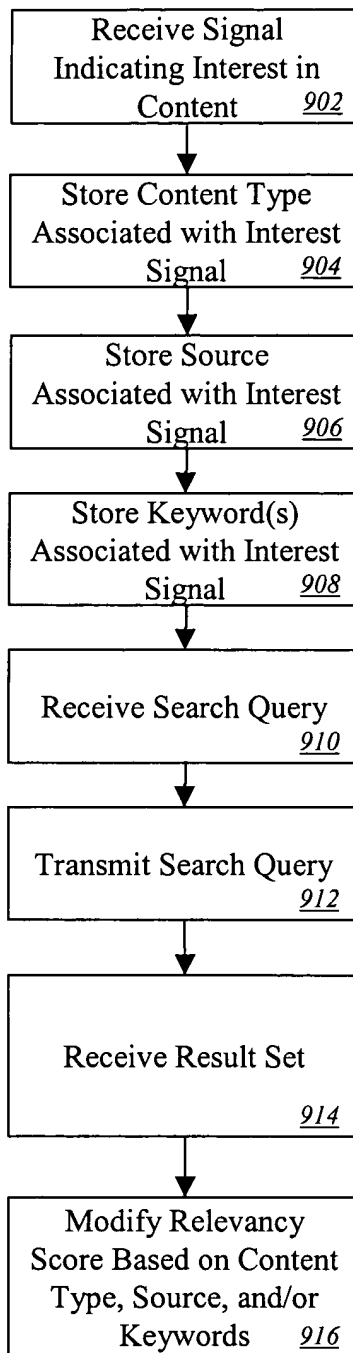 Receive Signal
Indicating Interest in
Content 902
Store Content Type
Associated with Interest
Signal 904
Store Source
Associated with Interest
Signal 906
Store Keyword(s)
Associated with Interest
Signal 908
Receive Search Query
910
Transmit Search Query
912
Receive Result Set
914
Modify Relevancy
Score Based on Content
Type, Source, and/or
Keywords 916